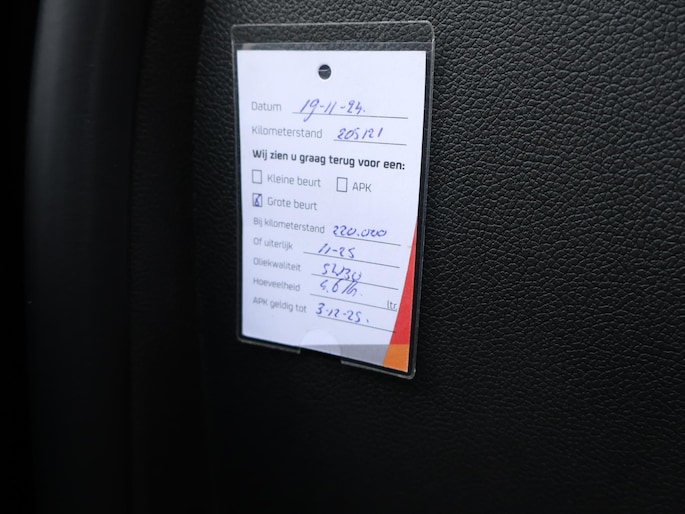 Datum 19-11-24.
Kilometerstand 205121
Wij zien u graag terug voor een:
Kleine beurt APK
Grote beurt
Bij kilometerstand 220.000
Of uiterlijk 11-25
Oliekwaliteit 5W30
Hoeveelheid 4.6 ltr
APK geldig tot 3-12-25.